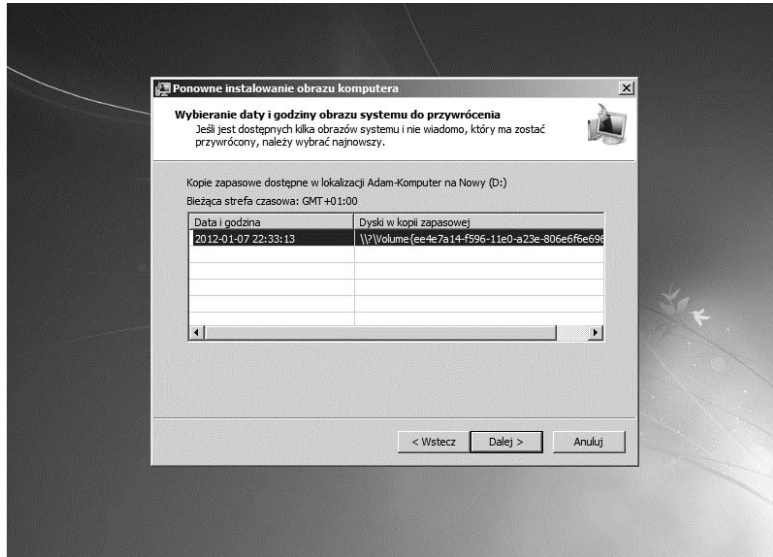 Ponowne instalowanie obrazu komputera
Wybieranie daty i godziny obrazu systemu do przywrócenia
Jeśli jest dostępnych kilka obrazów systemu i nie wiadomo, który ma zostać
przywrócony, należy wybrać najnowszy.
Kopie zapasowe dostępne w lokalizacji Adam-Komputer na Nowy (D:)
Bieżąca strefa czasowa: GMT+01:00
Data i godzina Dyski w kopii zapasowej
2012-01-07 22:33:13 \\?\Volume{ee4e7a14-f596-11e0-a23e-806e6f6e696
< Wstecz Dalej > Anuluj